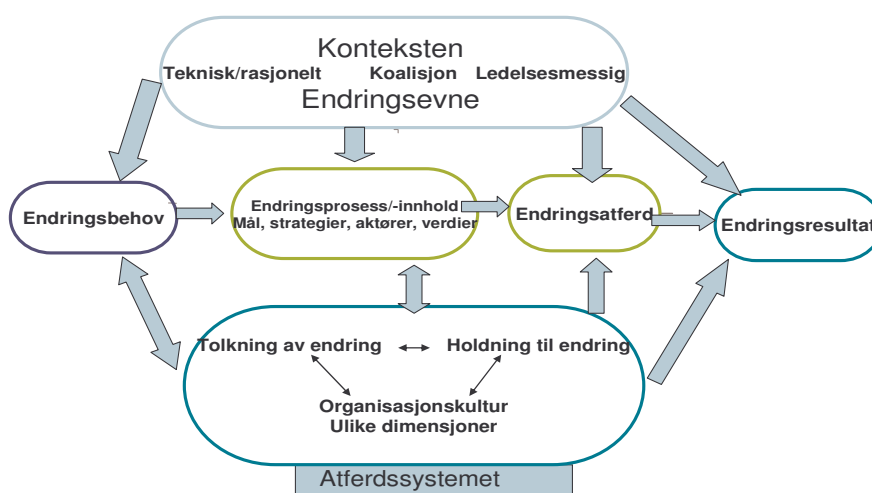 Konteksten
Teknisk/rasjonelt Koalisjon Ledelsesmessig
Endringsevne
Endringsbehov
Endringsprosess/-innhold
Mål, strategier, aktører, verdier
Endringsatferd
Endringsresultat
Tolkning av endring Holdning til endring
Organisasjonskultur
Ulike dimensjoner
Atferdssystemet